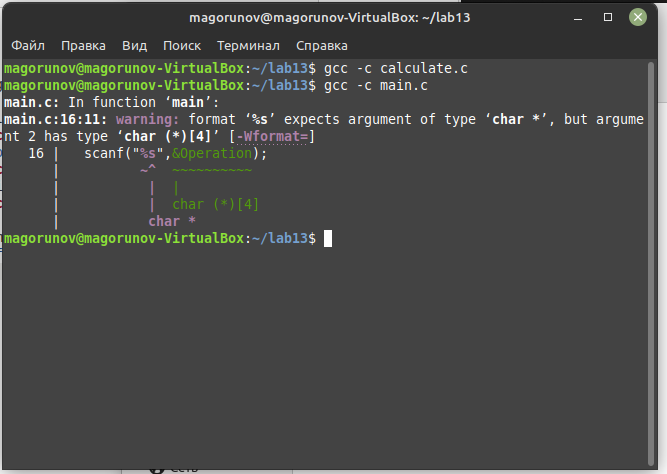 magorunov@magorunov-VirtualBox: ~/lab13
Файл Правка Вид Поиск Терминал Справка
magorunov@magorunov-VirtualBox:~/lab13$ gcc -c calculate.c
magorunov@magorunov-VirtualBox:~/lab13$ gcc -c main.c
main.c: In function ‘main’:
main.c:16:11: warning: format ‘%s’ expects argument of type ‘char *’, but argume
nt 2 has type ‘char (*)[4]’ [-Wformat=]
   16 |   scanf("%s",&Operation);
      |          ~^  ~~~~~~~~~~
      |           |  |
      |           |  char (*)[4]
      |           char *
magorunov@magorunov-VirtualBox:~/lab13$